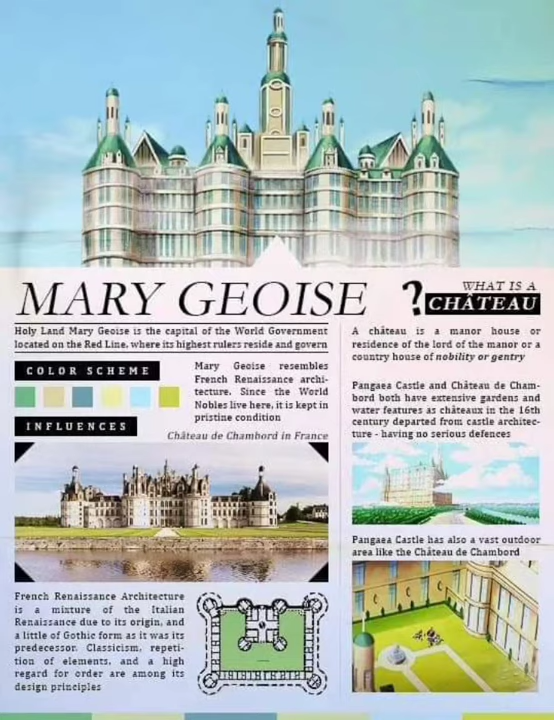 MARY GEOISE
Holy Land Mary Geoise is the capital of the World Government
located on the Red Line, where its highest rulers reside and govern
COLOR SCHEME
Mary Geoise resembles
French Renaissance archi-
tecture. Since the World
Nobles live here, it is kept in
pristine condition
INFLUENCES
Château de Chambord in France
French Renaissance Architecture
is a mixture of the Italian
Renaissance due to its origin, and
a little of Gothic form as it was its
predecessor. Classicism, repeti-
tion of elements, and a high
regard for order are among its
design principles
? WHAT IS A
CHÂTEAU
A château is a manor house or
residence of the lord of the manor or a
country house of nobility or gentry
Pangaea Castle and Château de Cham-
bord both have extensive gardens and
water features as châteaux in the 16th
century departed from castle architec-
ture - having no serious defences
Pangaea Castle has also a vast outdoor
area like the Château de Chambord